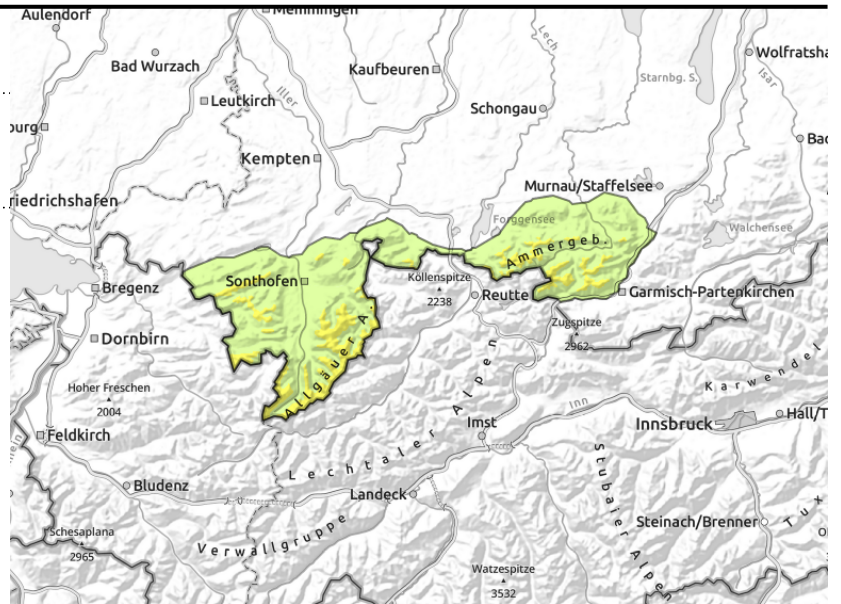 Aulendorf
Memmingen
Bad Wurzach
Kaufbeuren
Lech
Wolfratsha
Starnbg. S.
Isar
Leutkirch
Iller
Schongau
burg
Kempten
Bad
Murnau/Staffelsee
riedrichshafen
Forggensee
Walchensee
Ammergeb.
Sonthofen
Köllenspitze
2238
Reutte
Garmisch-Partenkirchen
Bregenz
Zugspitze
2962
Dornbirn
Allgäuer A.
Karwendel
Hoher Freschen
2004
Inn
Imst
Innsbruck
Hall/T
Feldkirch
Lechtaler Alpen
Bludenz
Landeck
Stubaier Alpen
Verwallgruppe
Steinach/Brenner
Tux
Schesaplana
2965
Watzespitze
3532